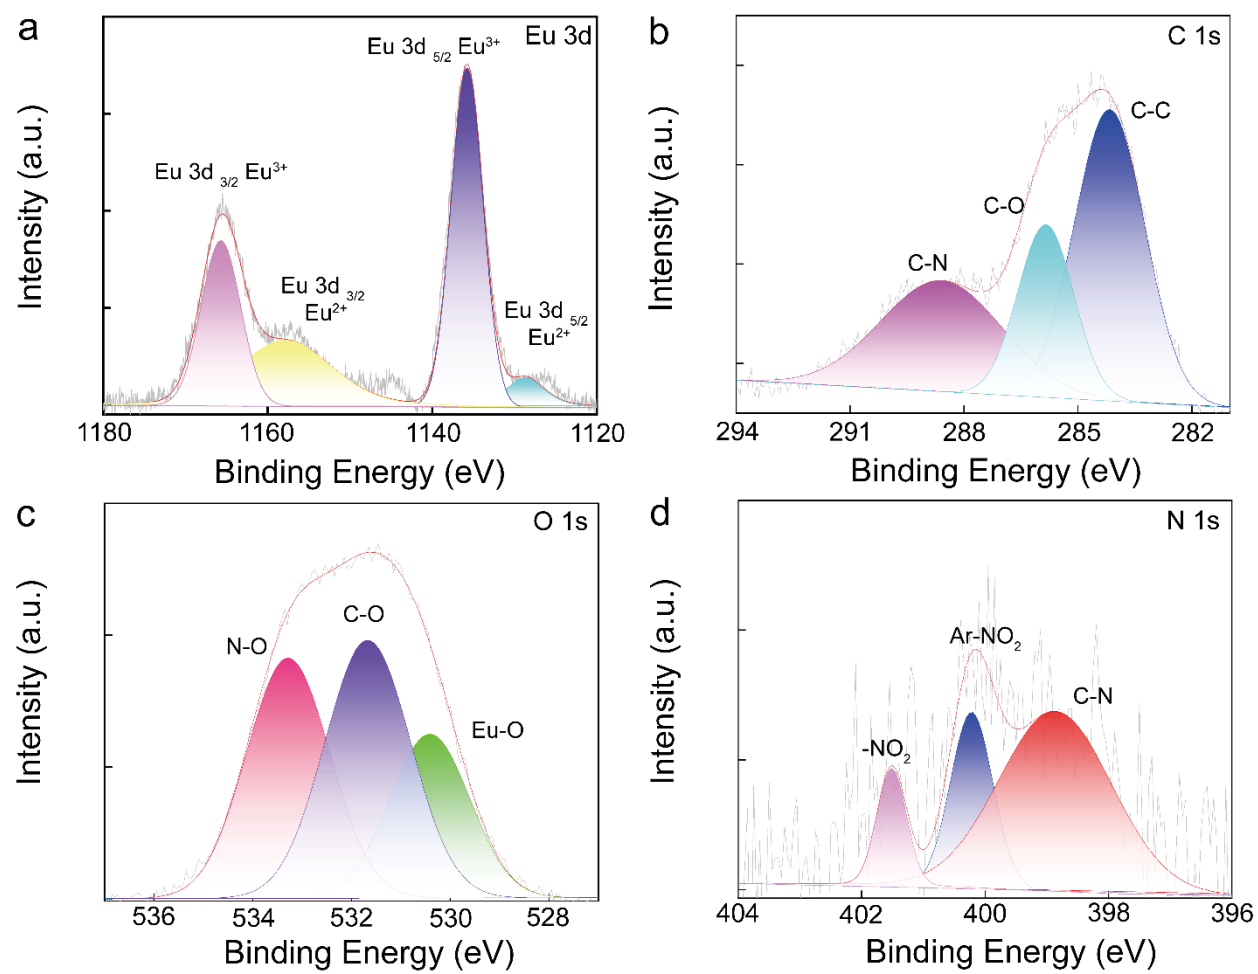 a
Eu 3d
Eu 3d 5/2 Eu³⁺
Eu 3d 3/2 Eu³⁺
Eu 3d 3/2
Eu²⁺
Eu 3d 5/2
Eu²⁺
Intensity (a.u.)
1180 1160 1140 1120
Binding Energy (eV)
b
C 1s
C-C
C-O
C-N
Intensity (a.u.)
294 291 288 285 282
Binding Energy (eV)
c
O 1s
C-O
N-O
Eu-O
Intensity (a.u.)
536 534 532 530 528
Binding Energy (eV)
d
N 1s
Ar-NO₂
C-N
-NO₂
Intensity (a.u.)
404 402 400 398 396
Binding Energy (eV)